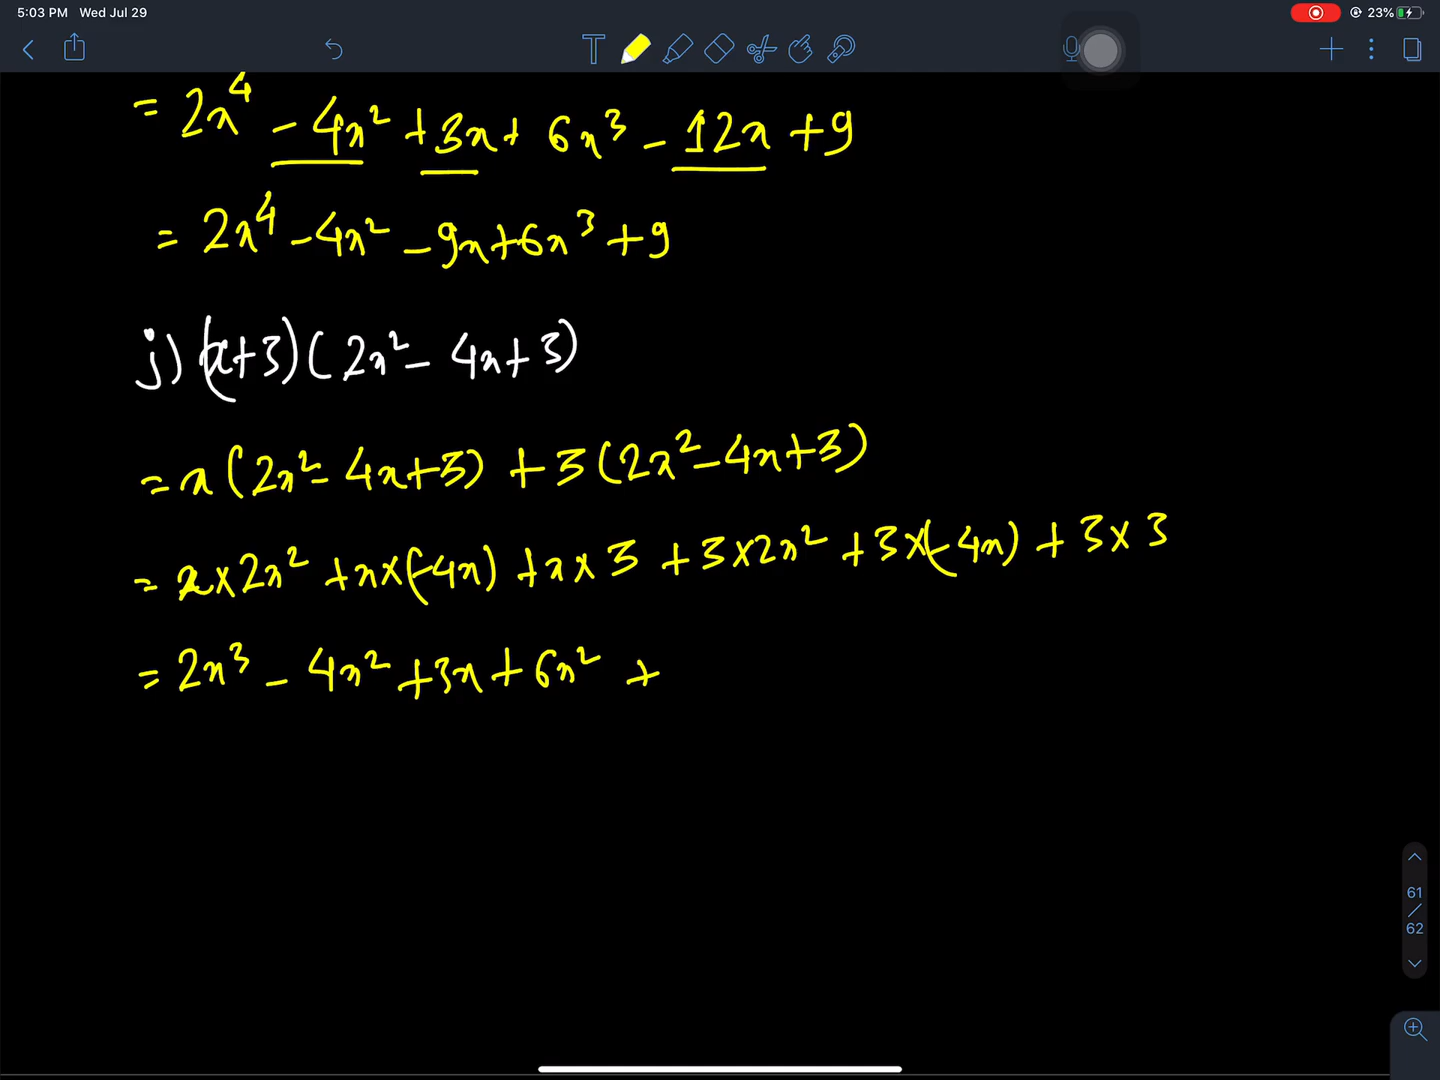 5:03 PM Wed Jul 29 23%
= 2x⁴ - 4x² + 3x + 6x³ - 12x + 9
= 2x⁴ - 4x² - 9x + 6x³ + 9
j) (x+3) (2x² - 4x + 3)
= x (2x² - 4x + 3) + 3 (2x² - 4x + 3)
= x × 2x² + x × (-4x) + x × 3 + 3 × 2x² + 3 × (-4x) + 3 × 3
= 2x³ - 4x² + 3x + 6x² +
61
/
62